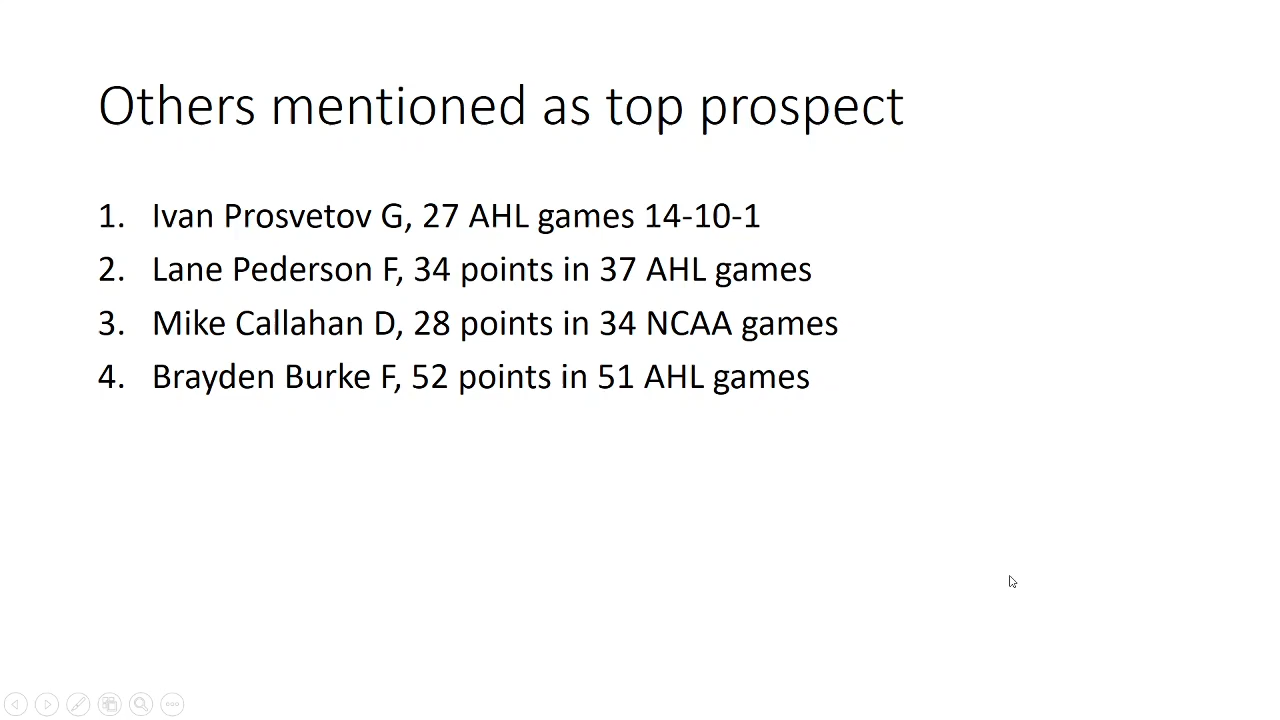 Others mentioned as top prospect
1. Ivan Prosvetov G, 27 AHL games 14-10-1
2. Lane Pederson F, 34 points in 37 AHL games
3. Mike Callahan D, 28 points in 34 NCAA games
4. Brayden Burke F, 52 points in 51 AHL games